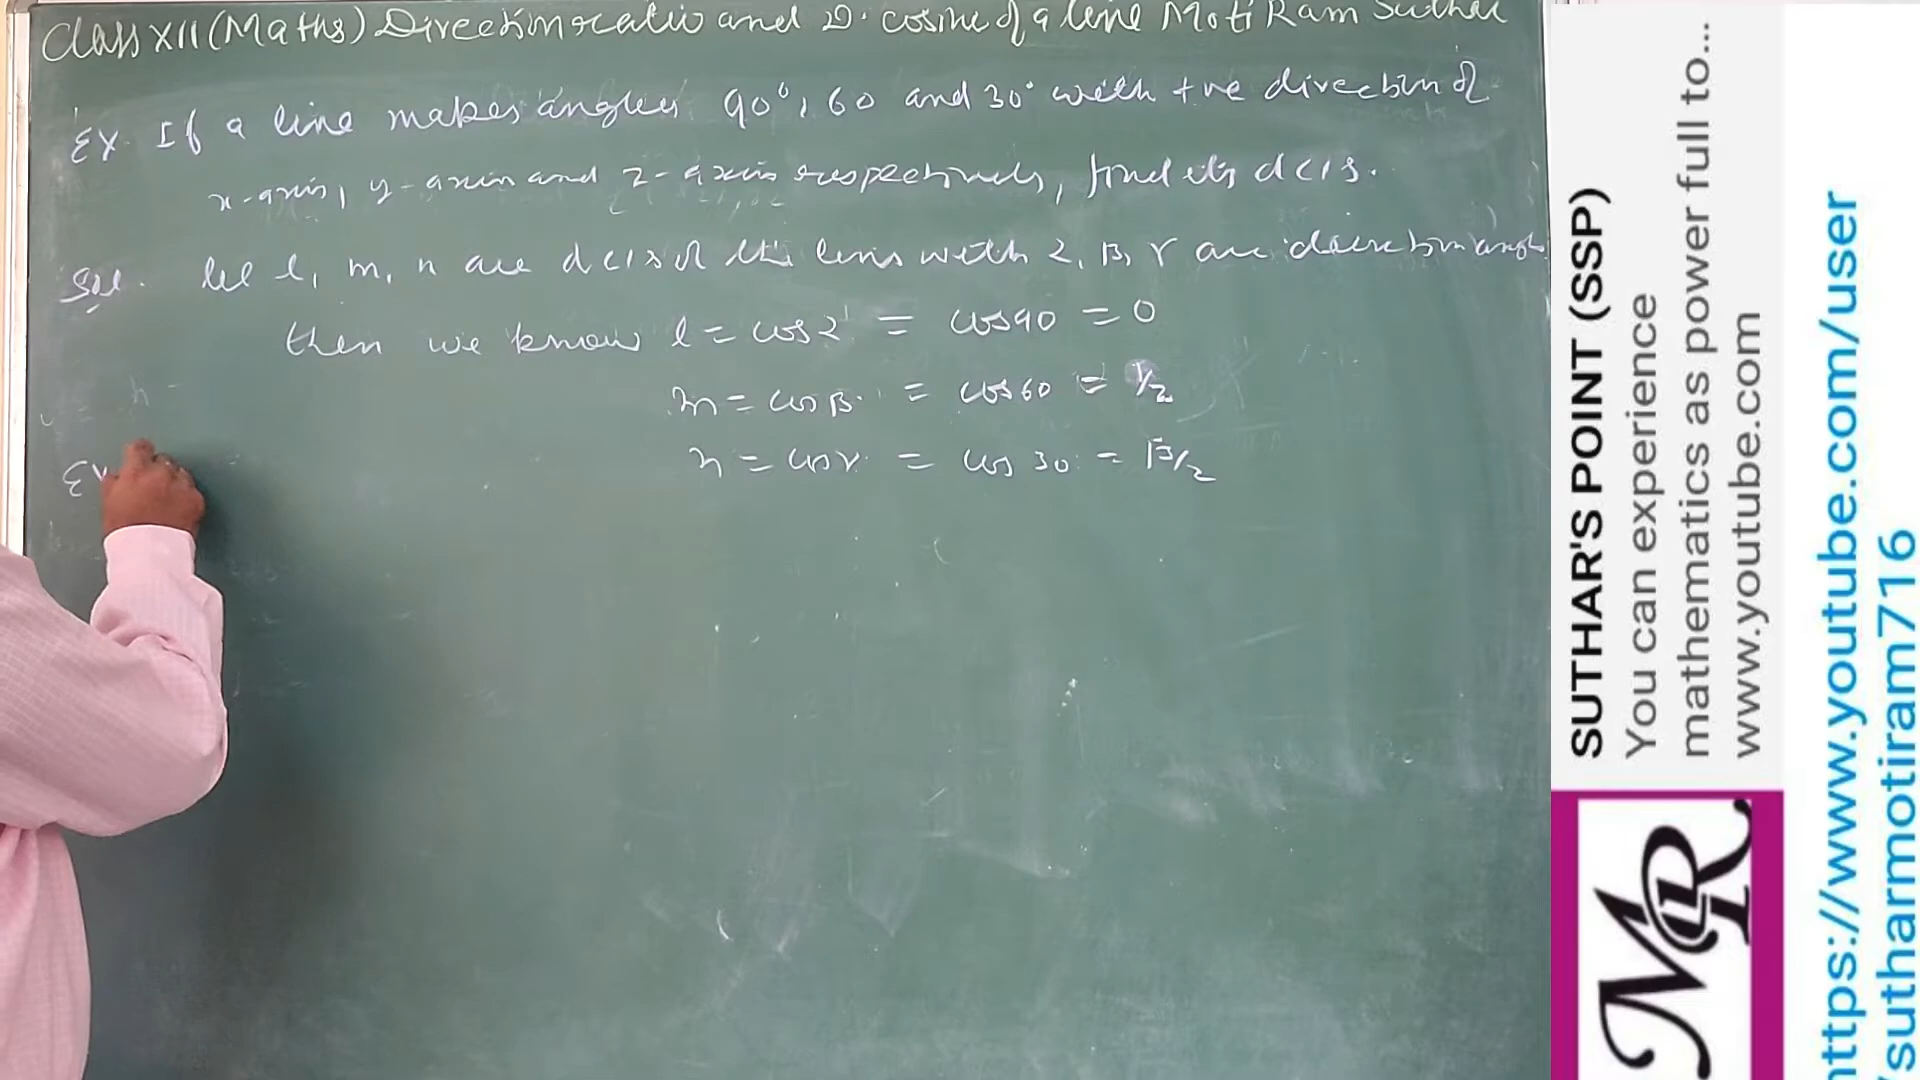 Class XII (Maths) Direction ratio and D. cosine of a line Moti Ram Suthar
Ex. If a line makes angles 90°, 60 and 30° with +ve direction of
x-axis, y-axis and z-axis respectively, find its dc's.
Sol. let l, m, n are dc's of the line with α, β, γ are direction angles
then we know l = cos α = cos 90 = 0
m = cos β = cos 60 = 1/2
n = cos γ = cos 30 = √3/2
Ex
SUTHAR'S POINT (SSP)
You can experience
mathematics as power full to...
www.youtube.com
MR
https://www.youtube.com/user
/sutharmotiram716